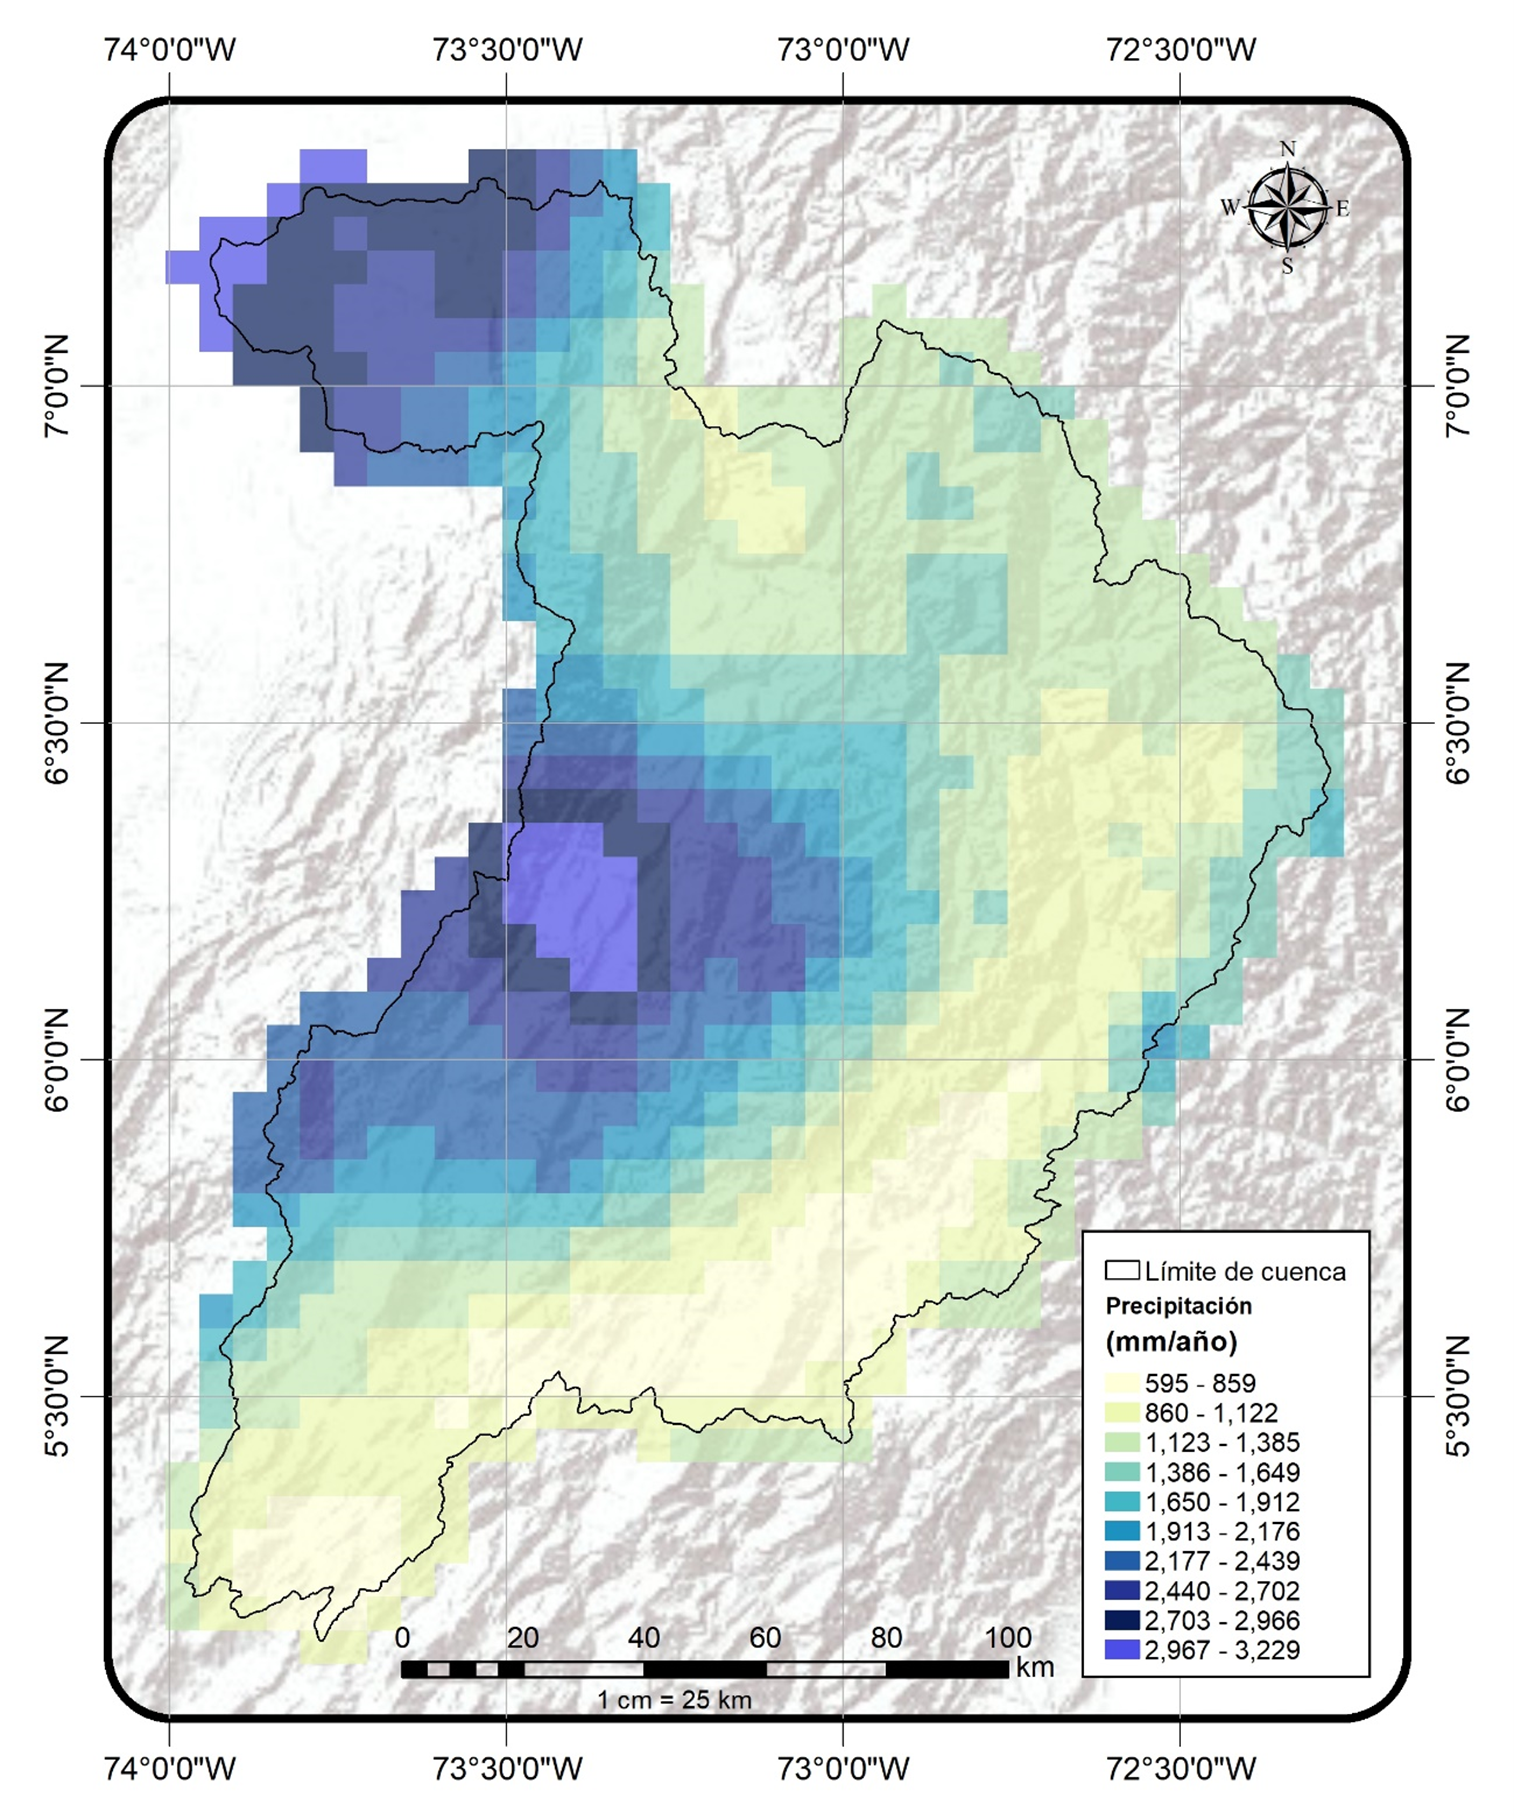 74°0'0"W 73°30'0"W 73°0'0"W 72°30'0"W
N
W E
S
7°0'0"N 7°0'0"N
6°30'0"N 6°30'0"N
6°0'0"N 6°0'0"N
5°30'0"N 5°30'0"N
Límite de cuenca
Precipitación
(mm/año)
595 - 859
860 - 1,122
1,123 - 1,385
1,386 - 1,649
1,650 - 1,912
1,913 - 2,176
2,177 - 2,439
2,440 - 2,702
2,703 - 2,966
2,967 - 3,229
0 20 40 60 80 100
km
1 cm = 25 km
74°0'0"W 73°30'0"W 73°0'0"W 72°30'0"W